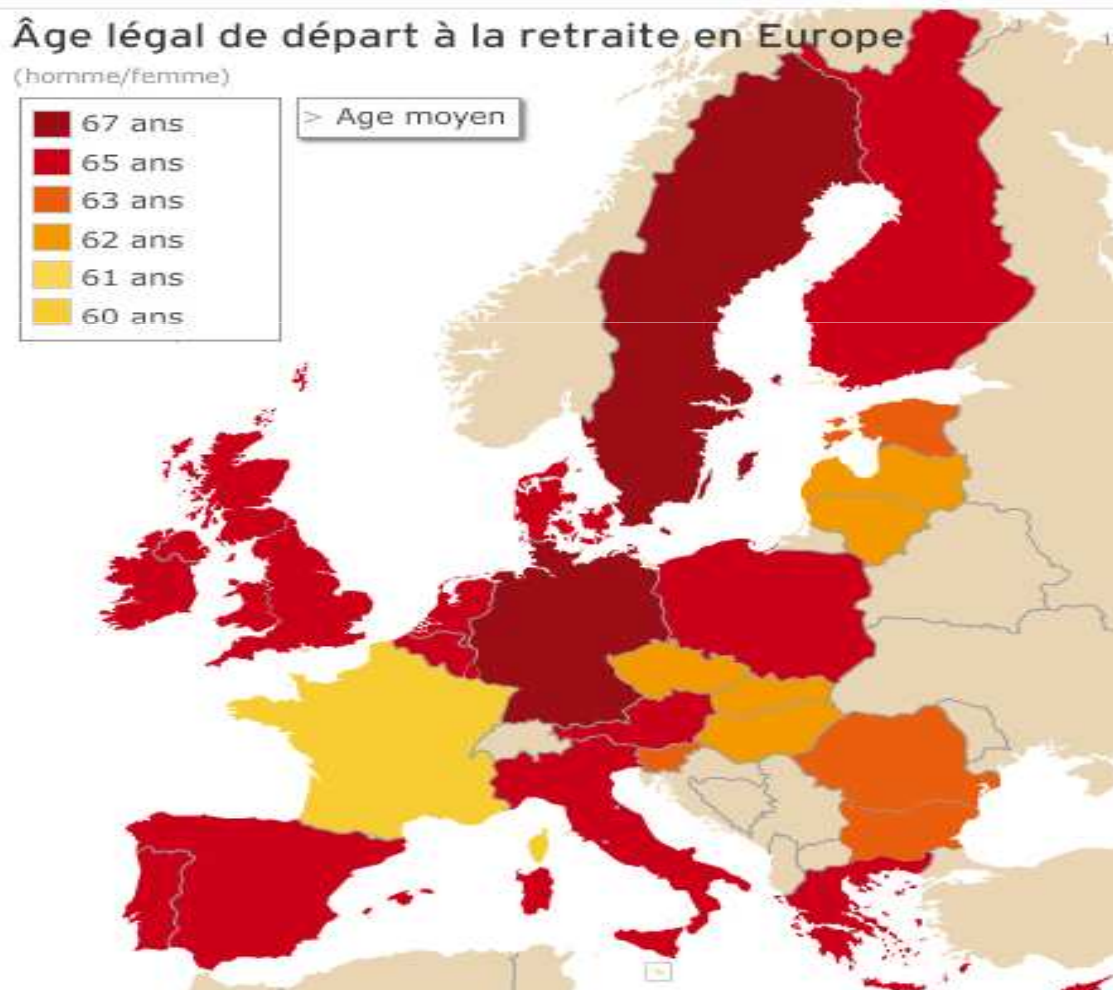 Âge légal de départ à la retraite en Europe
(homme/femme)
67 ans
> Age moyen
65 ans
63 ans
62 ans
61 ans
60 ans